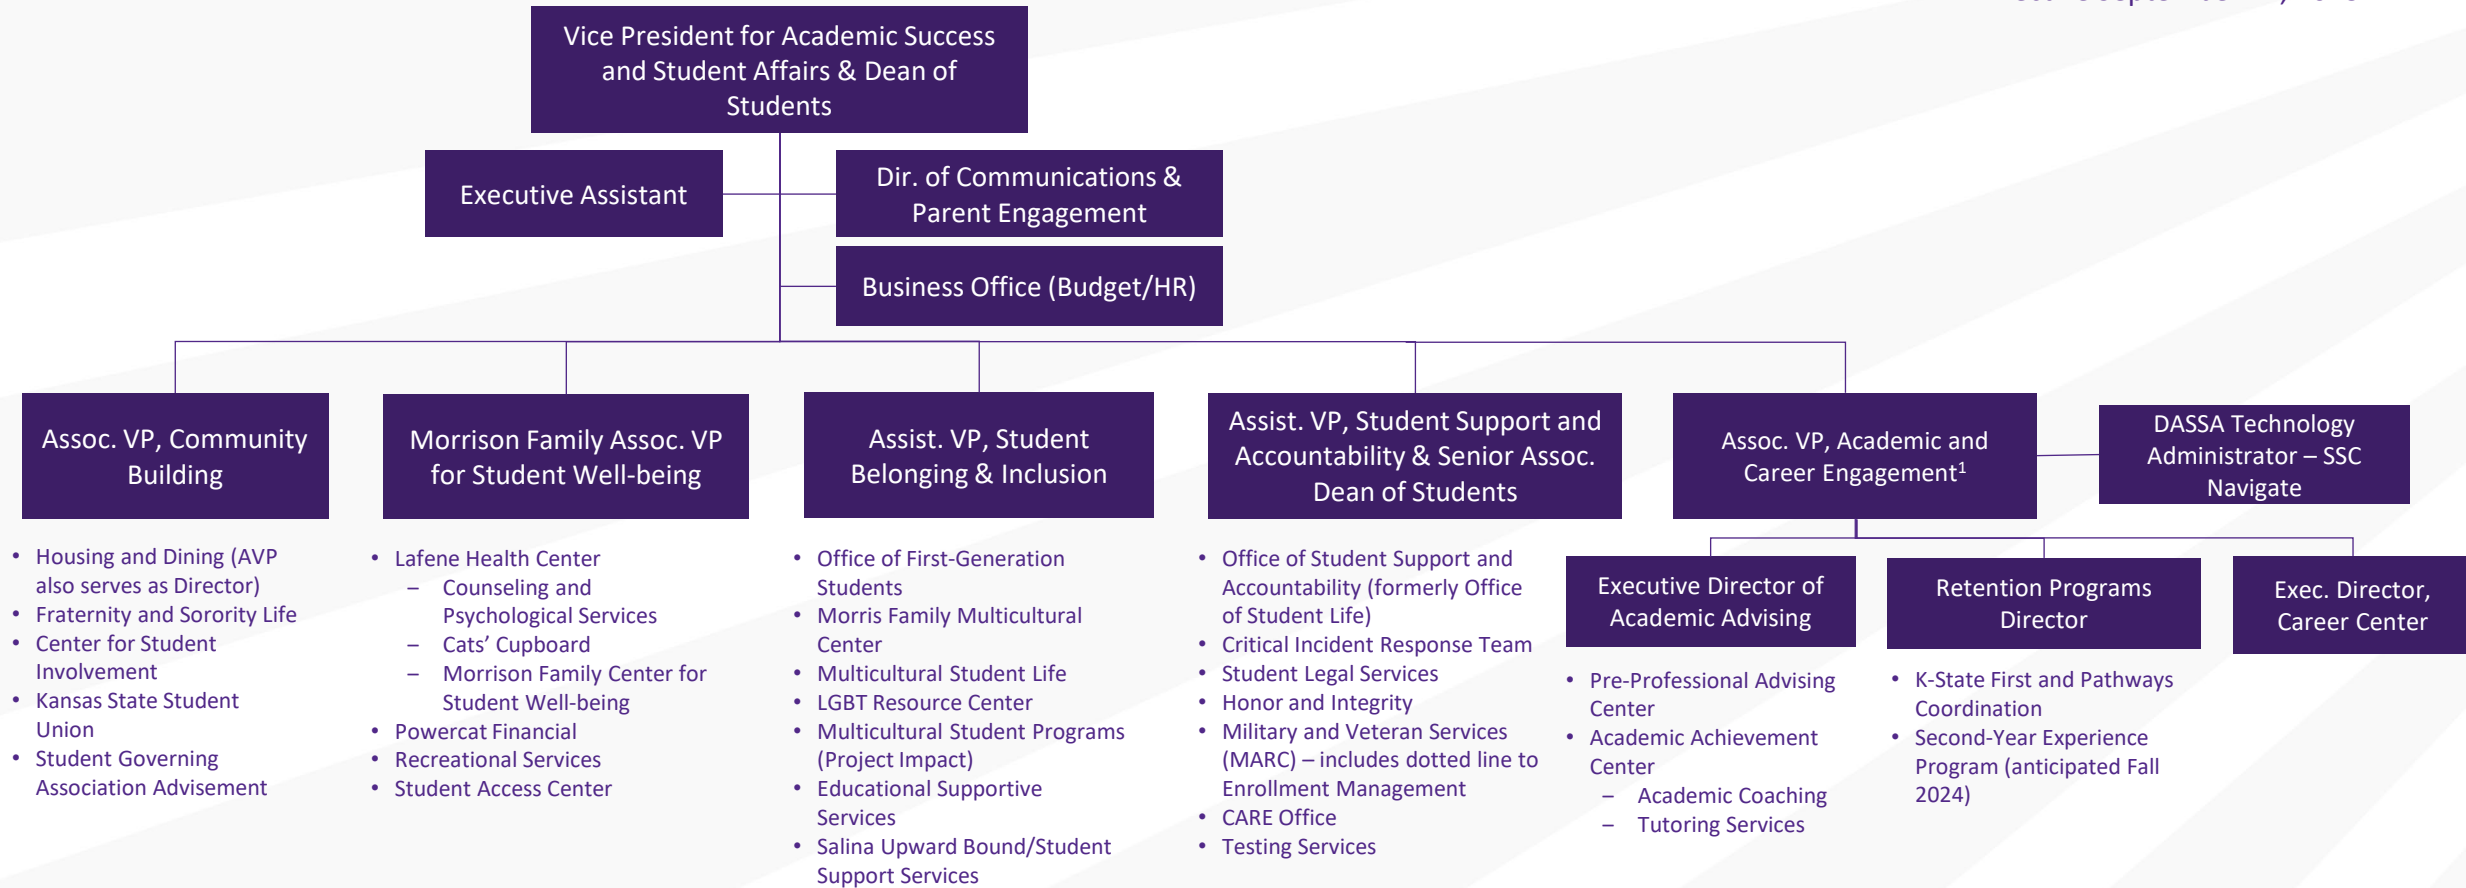 Vice President for Academic Success
and Student Affairs & Dean of
Students
Executive Assistant
Dir. of Communications &
Parent Engagement
Business Office (Budget/HR)
Assoc. VP, Community
Building
• Housing and Dining (AVP
also serves as Director)
• Fraternity and Sorority Life
• Center for Student
Involvement
• Kansas State Student
Union
• Student Governing
Association Advisement
Morrison Family Assoc. VP
for Student Well-being
• Lafene Health Center
– Counseling and
Psychological Services
– Cats’ Cupboard
– Morrison Family Center for
Student Well-being
• Powercat Financial
• Recreational Services
• Student Access Center
Assist. VP, Student
Belonging & Inclusion
• Office of First-Generation
Students
• Morris Family Multicultural
Center
• Multicultural Student Life
• LGBT Resource Center
• Multicultural Student Programs
(Project Impact)
• Educational Supportive
Services
• Salina Upward Bound/Student
Support Services
Assist. VP, Student Support and
Accountability & Senior Assoc.
Dean of Students
• Office of Student Support and
Accountability (formerly Office
of Student Life)
• Critical Incident Response Team
• Student Legal Services
• Honor and Integrity
• Military and Veteran Services
(MARC) – includes dotted line to
Enrollment Management
• CARE Office
• Testing Services
Assoc. VP, Academic and
Career Engagement¹
DASSA Technology
Administrator – SSC
Navigate
Executive Director of
Academic Advising
• Pre-Professional Advising
Center
• Academic Achievement
Center
– Academic Coaching
– Tutoring Services
Retention Programs
Director
• K-State First and Pathways
Coordination
• Second-Year Experience
Program (anticipated Fall
2024)
Exec. Director,
Career Center